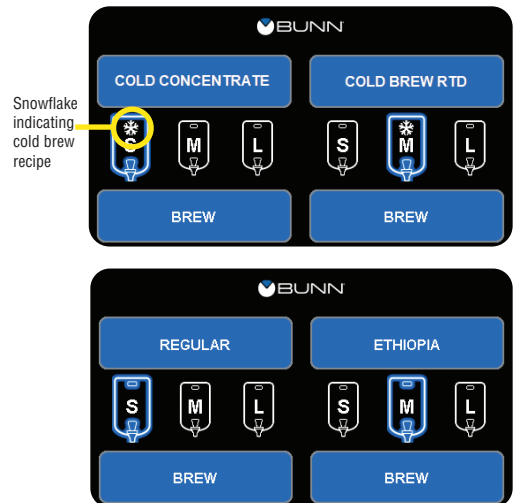 BUNN
COLD CONCENTRATE COLD BREW RTD
Snowflake
indicating
cold brew
recipe
S M L S M L
BREW BREW
BUNN
REGULAR ETHIOPIA
S M L S M L
BREW BREW